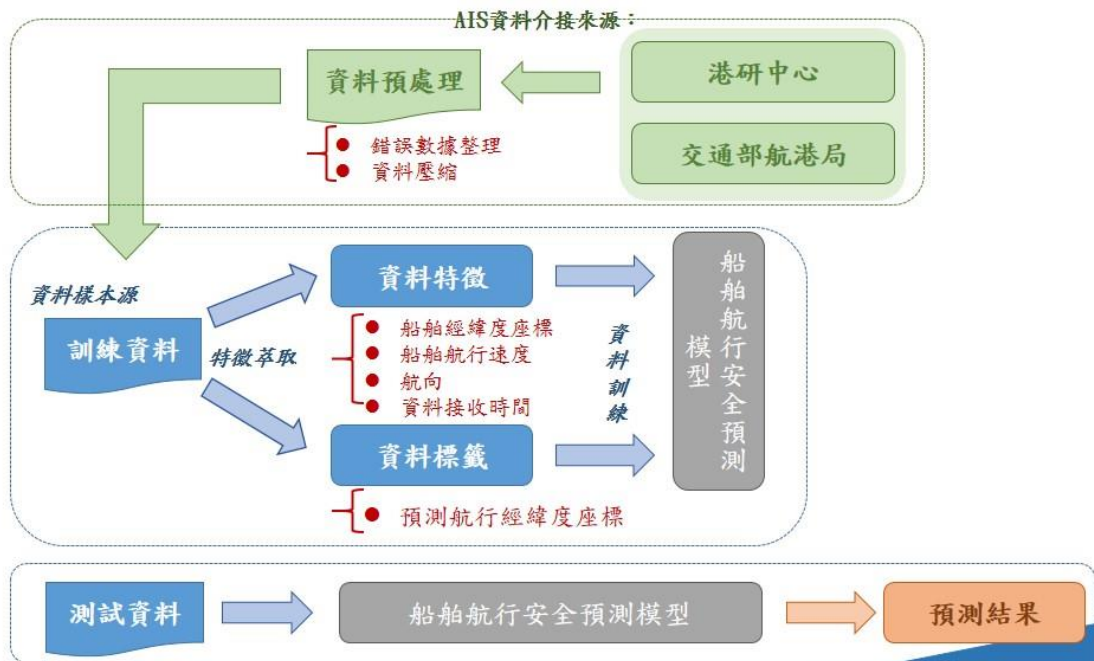 AIS資料介接來源：
資料預處理
港研中心
交通部航港局
錯誤數據整理
資料壓縮
資料樣本源
訓練資料
特徵萃取
資料特徵
船舶經緯度座標
船舶航行速度
航向
資料接收時間
資料標籤
預測航行經緯度座標
資料訓練
船舶航行安全預測
模型
測試資料
船舶航行安全預測模型
預測結果